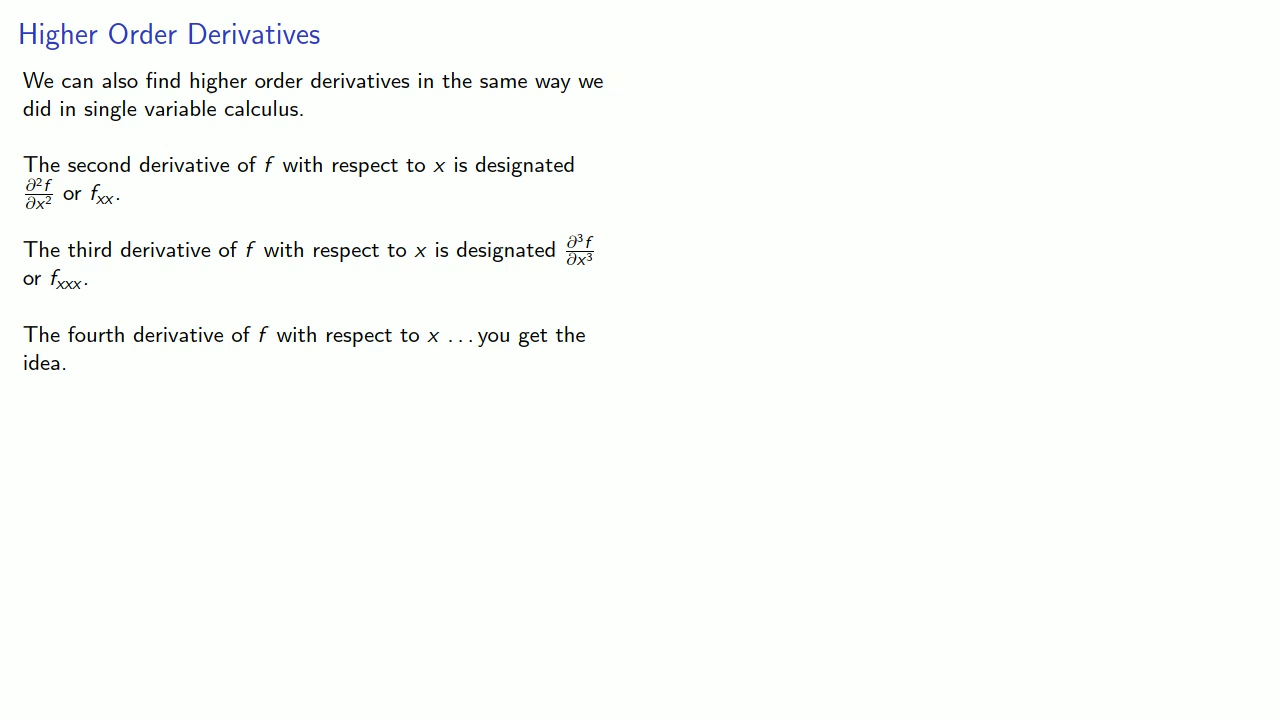 Higher Order Derivatives
We can also find higher order derivatives in the same way we
did in single variable calculus.
The second derivative of f with respect to x is designated
∂²f/∂x² or fₓₓ.
The third derivative of f with respect to x is designated ∂³f/∂x³
or fₓₓₓ.
The fourth derivative of f with respect to x ... you get the
idea.